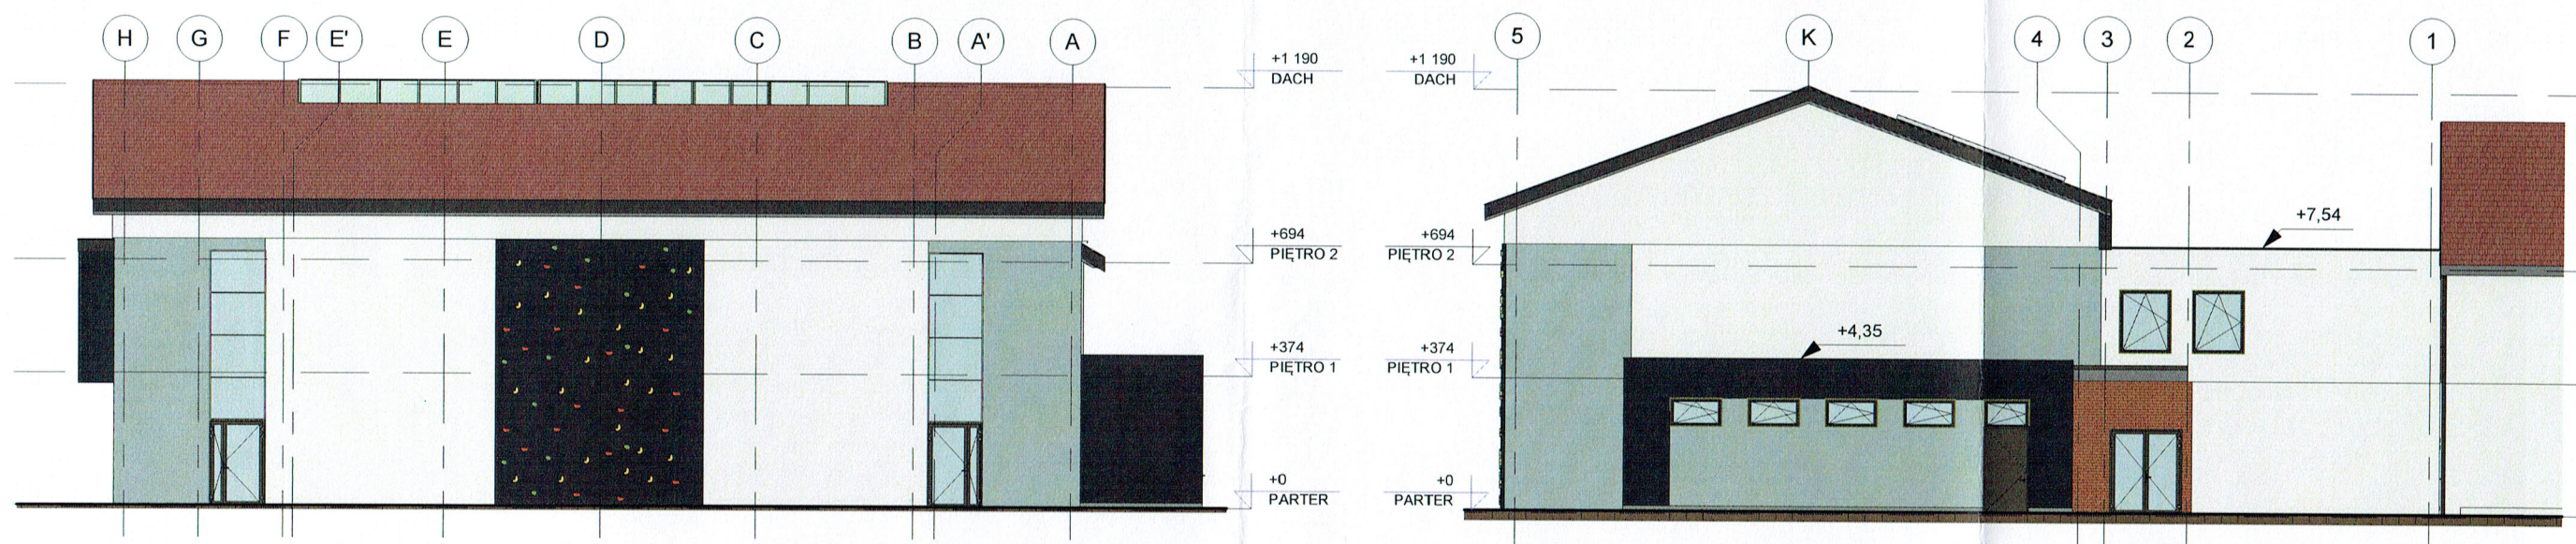 H G F E' E D C B A' A
+1 190
DACH
+694
PIĘTRO 2
+374
PIĘTRO 1
+0
PARTER
5 K 4 3 2 1
+1 190
DACH
+7,54
+694
PIĘTRO 2
+4,35
+374
PIĘTRO 1
+0
PARTER